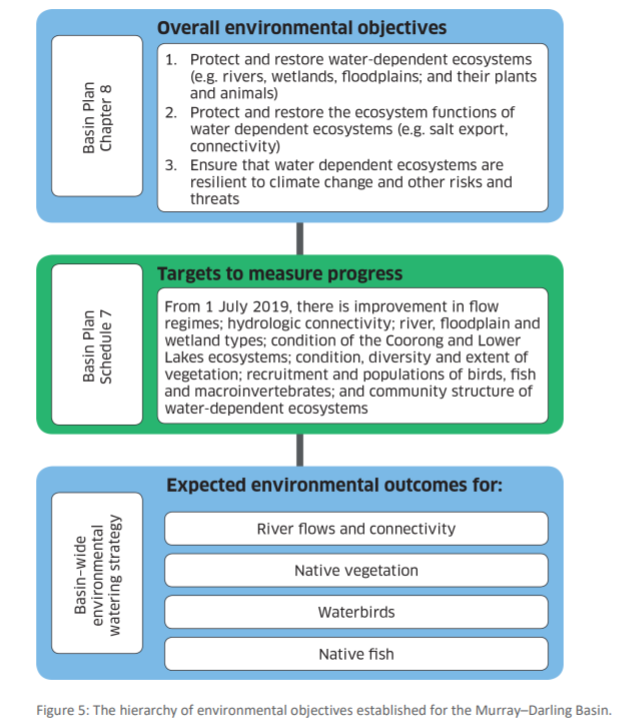 Overall environmental objectives
Basin Plan
Chapter 8
1. Protect and restore water-dependent ecosystems
(e.g. rivers, wetlands, floodplains; and their plants
and animals)
2. Protect and restore the ecosystem functions of
water dependent ecosystems (e.g. salt export,
connectivity)
3. Ensure that water dependent ecosystems are
resilient to climate change and other risks and
threats
Targets to measure progress
Basin Plan
Schedule 7
From 1 July 2019, there is improvement in flow
regimes; hydrologic connectivity; river, floodplain and
wetland types; condition of the Coorong and Lower
Lakes ecosystems; condition, diversity and extent of
vegetation; recruitment and populations of birds, fish
and macroinvertebrates; and community structure of
water-dependent ecosystems
Expected environmental outcomes for:
Basin-wide
environmental
watering strategy
River flows and connectivity
Native vegetation
Waterbirds
Native fish
Figure 5: The hierarchy of environmental objectives established for the Murray–Darling Basin.